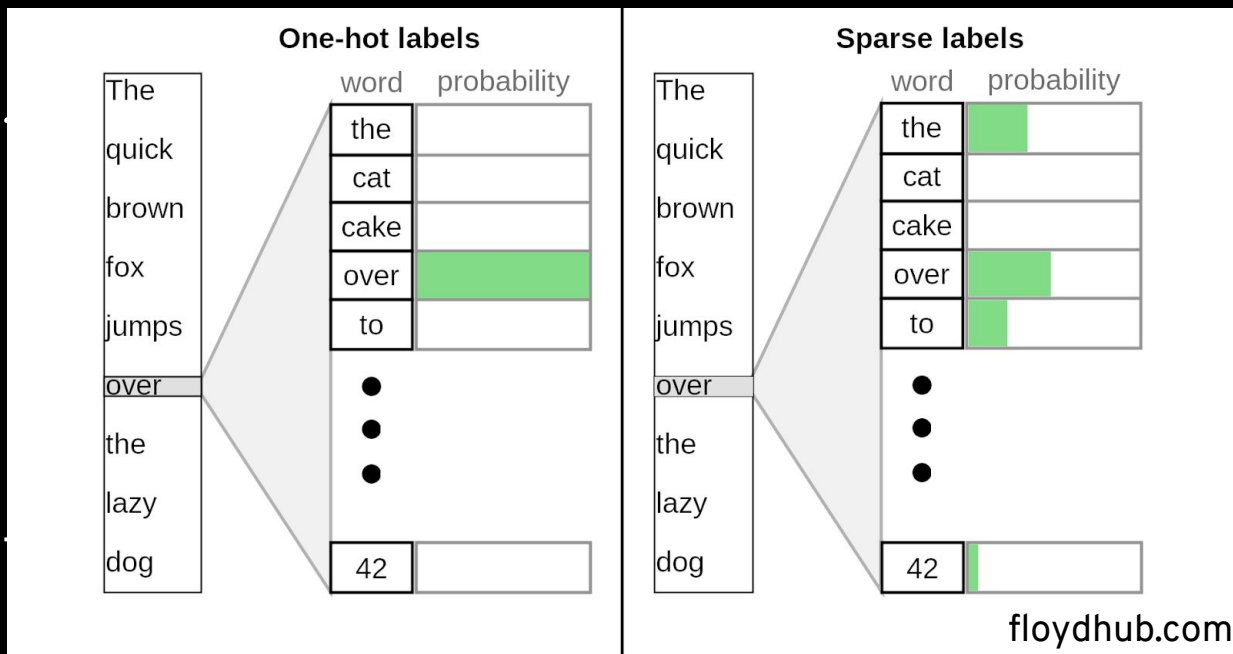 One-hot labels
word probability
The
quick
brown
fox
jumps
over
the
lazy
dog
the
cat
cake
over
to
42
Sparse labels
word probability
The
quick
brown
fox
jumps
over
the
lazy
dog
the
cat
cake
over
to
42
floydhub.com